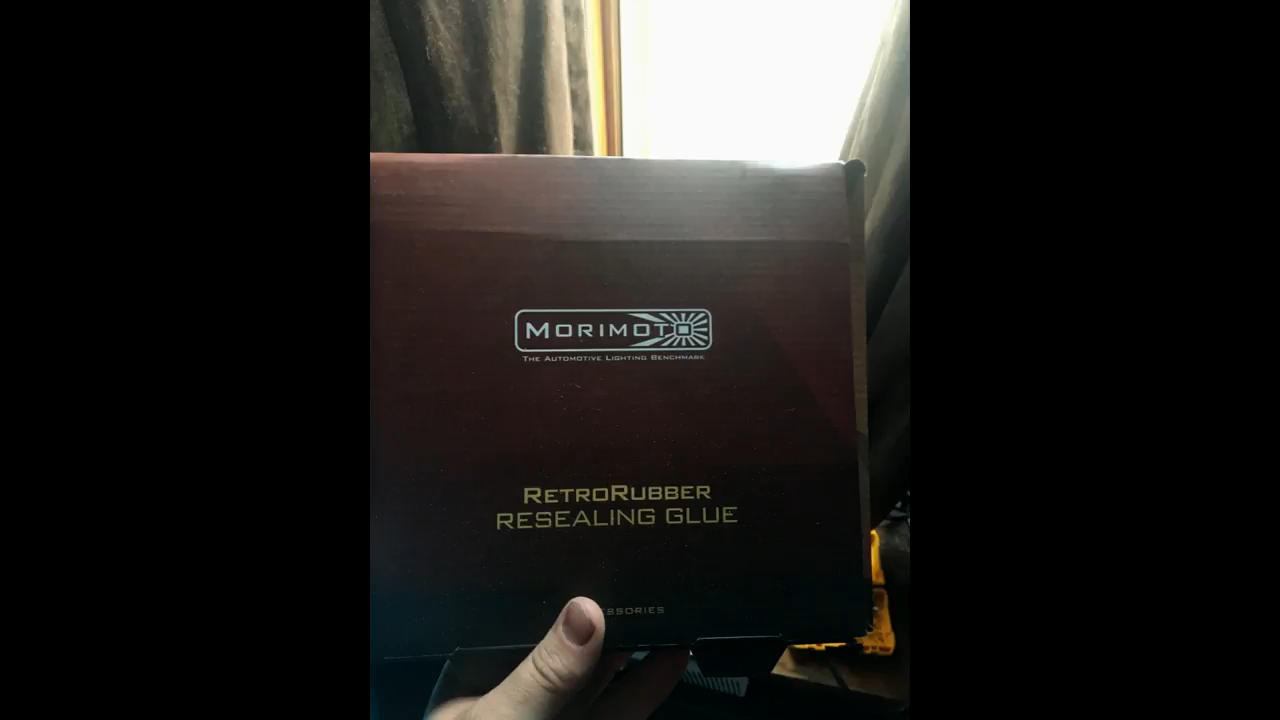 MORIMOTO
THE AUTOMOTIVE LIGHTING BENCHMARK
RETRORUBBER
RESEALING GLUE